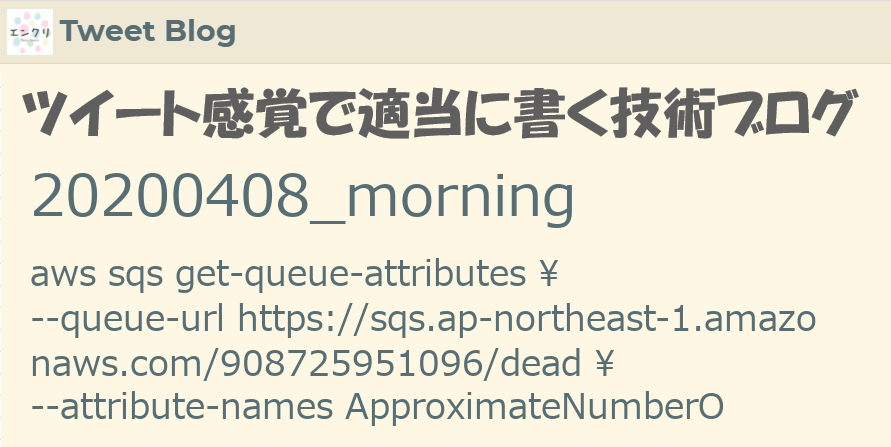 エンクリ Tweet Blog
ツイート感覚で適当に書く技術ブログ
20200408_morning
aws sqs get-queue-attributes ¥
--queue-url https://sqs.ap-northeast-1.amazo
naws.com/908725951096/dead ¥
--attribute-names ApproximateNumberO